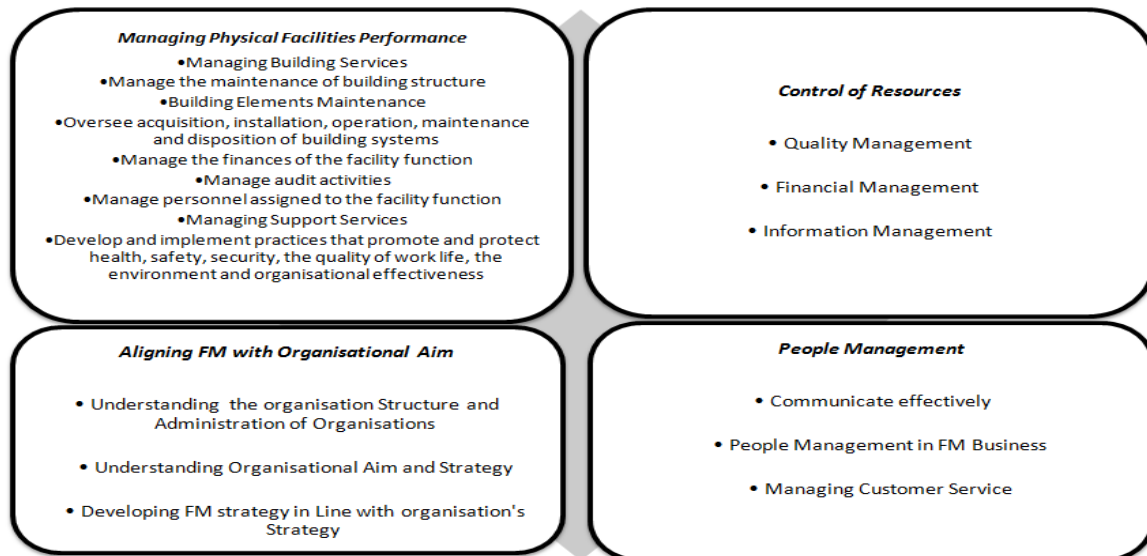 Managing Physical Facilities Performance
•Managing Building Services
•Manage the maintenance of building structure
•Building Elements Maintenance
•Oversee acquisition, installation, operation, maintenance
and disposition of building systems
•Manage the finances of the facility function
•Manage audit activities
•Manage personnel assigned to the facility function
•Managing Support Services
•Develop and implement practices that promote and protect
health, safety, security, the quality of work life, the
environment and organisational effectiveness
Control of Resources
• Quality Management
• Financial Management
• Information Management
Aligning FM with Organisational Aim
• Understanding the organisation Structure and
Administration of Organisations
• Understanding Organisational Aim and Strategy
• Developing FM strategy in Line with organisation's
Strategy
People Management
• Communicate effectively
• People Management in FM Business
• Managing Customer Service